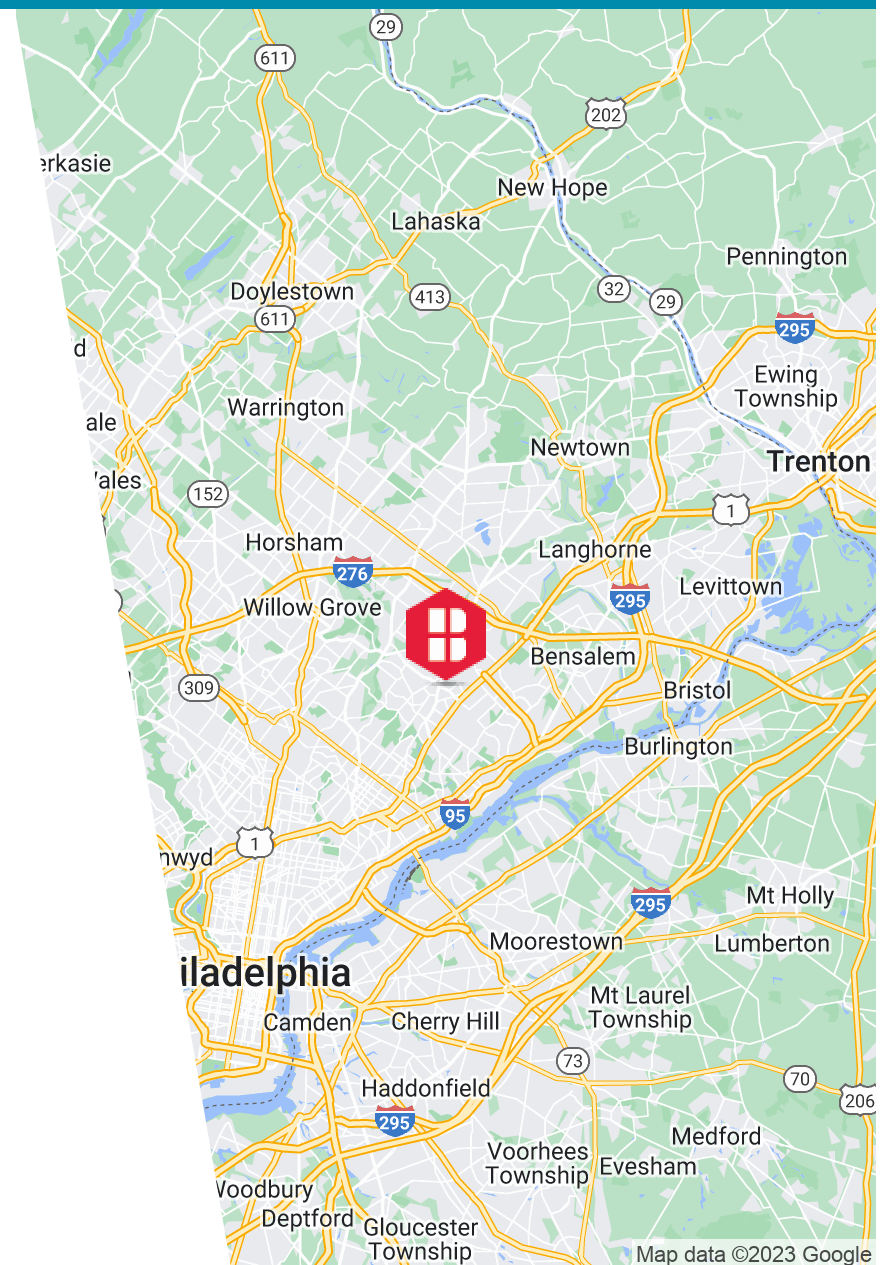 29
611
202
erkasie
New Hope
Lahaska
Pennington
Doylestown
413
32
29
611
295
d
Ewing
Township
Warrington
ale
Newtown
Trenton
Wales
152
1
Horsham
Langhorne
276
295
Levittown
Willow Grove
Bensalem
309
Bristol
Burlington
95
1
nwyd
295
Mt Holly
Moorestown
Lumberton
iladelphia
Mt Laurel
Township
Camden
Cherry Hill
73
70
Haddonfield
206
295
Medford
Voorhees
Township
Evesham
Woodbury
Deptford
Gloucester
Township
Map data ©2023 Google